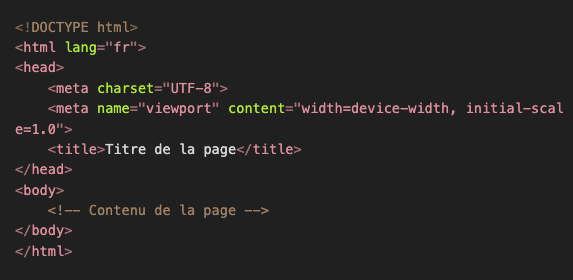 <!DOCTYPE html>
<html lang="fr">
<head>
    <meta charset="UTF-8">
    <meta name="viewport" content="width=device-width, initial-scal
e=1.0">
    <title>Titre de la page</title>
</head>
<body>
    <!-- Contenu de la page -->
</body>
</html>